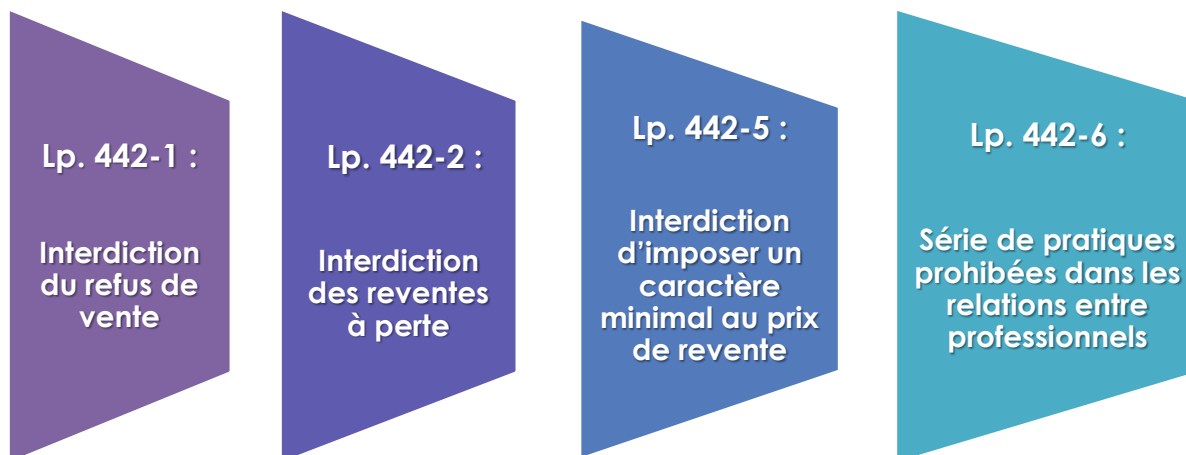 Lp. 442-1 :
Interdiction
du refus de
vente
Lp. 442-2 :
Interdiction
des reventes
à perte
Lp. 442-5 :
Interdiction
d’imposer un
caractère
minimal au prix
de revente
Lp. 442-6 :
Série de pratiques
prohibées dans les
relations entre
professionnels